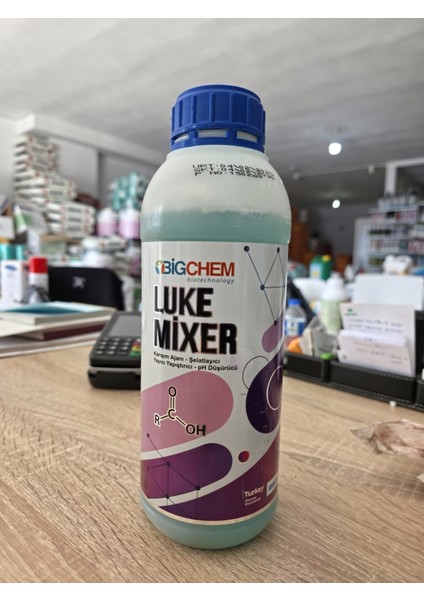 BiGCHEM
biotechnology
LUKE
MİXER
Karışım Ajanı - Şelatlayıcı
Yayıcı Yapıştırıcı - pH Düşürücü
O
R C OH
Turkey